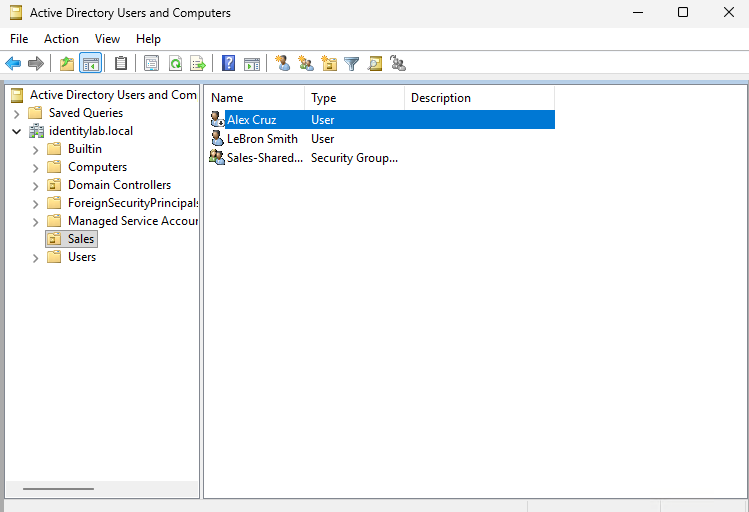 Active Directory Users and Computers
File Action View Help
Active Directory Users and Com
Saved Queries
identitylab.local
Builtin
Computers
Domain Controllers
ForeignSecurityPrincipals
Managed Service Accour
Sales
Users
Name Type Description
Alex Cruz User
LeBron Smith User
Sales-Shared... Security Group...